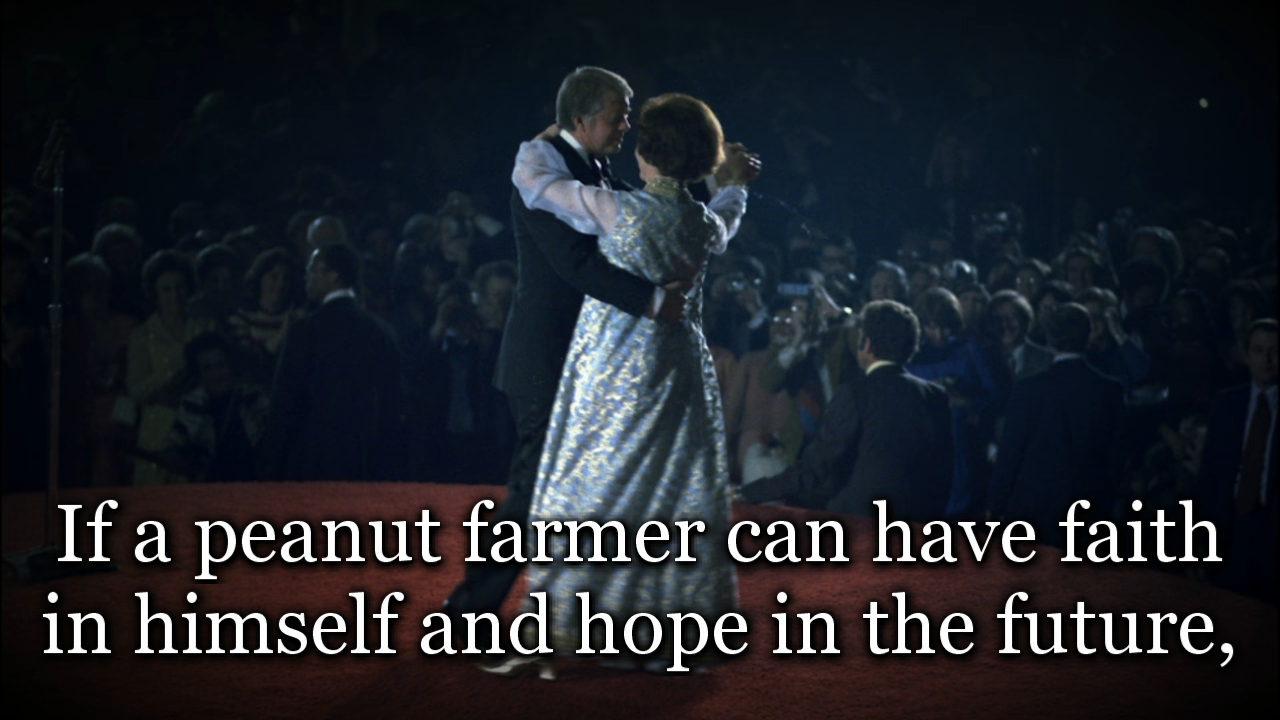 If a peanut farmer can have faith
in himself and hope in the future,